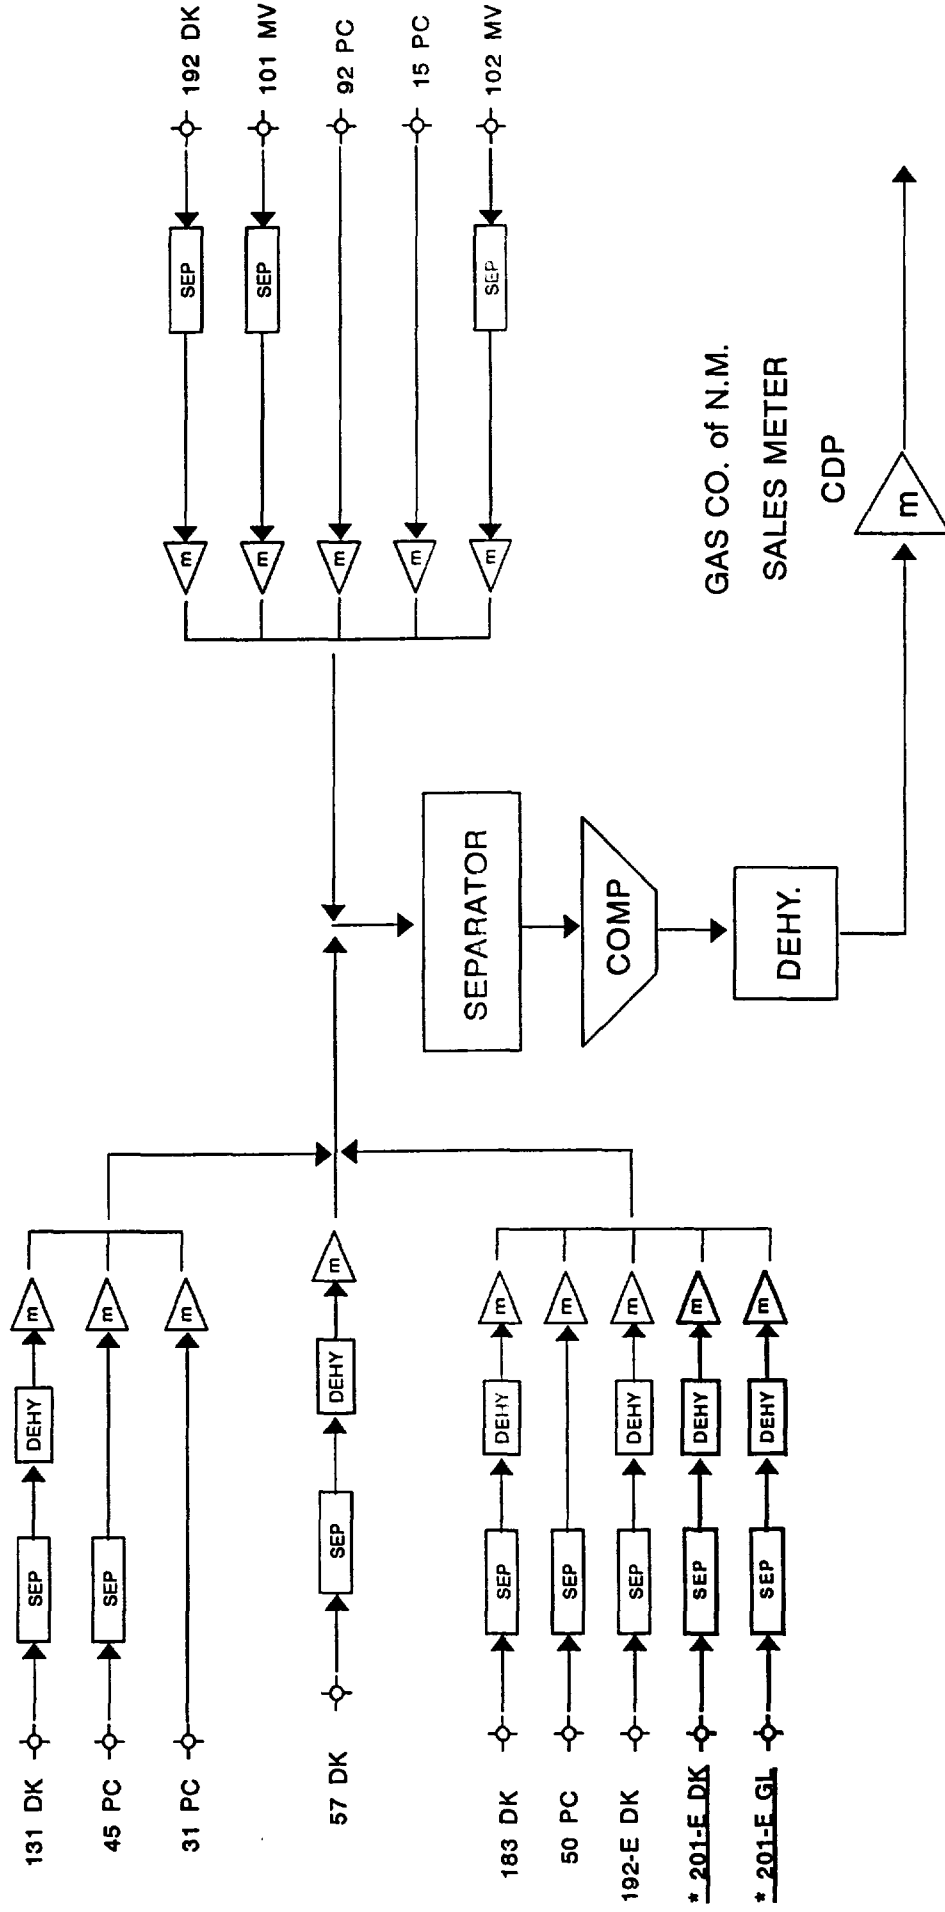 131 DK SEP DEHY m
45 PC SEP m
31 PC m
57 DK SEP DEHY m
183 DK SEP DEHY m
50 PC SEP m
192-E DK SEP DEHY m
* 201-E DK SEP DEHY m
* 201-E GL SEP DEHY m
m SEP 192 DK
m SEP 101 MV
m 92 PC
m 15 PC
m SEP 102 MV
SEPARATOR
COMP
DEHY.
GAS CO. of N.M.
SALES METER
CDP
m